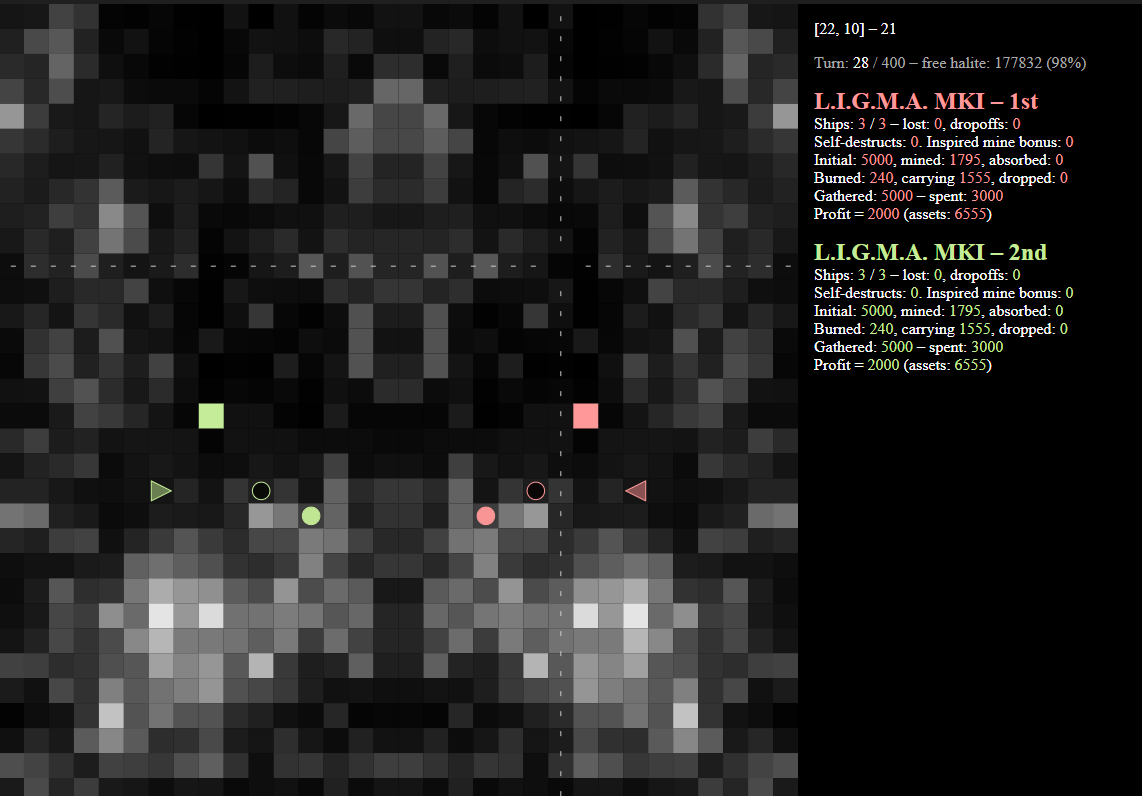 [22, 10] – 21
Turn: 28 / 400 – free halite: 177832 (98%)
L.I.G.M.A. MKI – 1st
Ships: 3 / 3 – lost: 0, dropoffs: 0
Self-destructs: 0. Inspired mine bonus: 0
Initial: 5000, mined: 1795, absorbed: 0
Burned: 240, carrying 1555, dropped: 0
Gathered: 5000 – spent: 3000
Profit = 2000 (assets: 6555)
L.I.G.M.A. MKI – 2nd
Ships: 3 / 3 – lost: 0, dropoffs: 0
Self-destructs: 0. Inspired mine bonus: 0
Initial: 5000, mined: 1795, absorbed: 0
Burned: 240, carrying 1555, dropped: 0
Gathered: 5000 – spent: 3000
Profit = 2000 (assets: 6555)